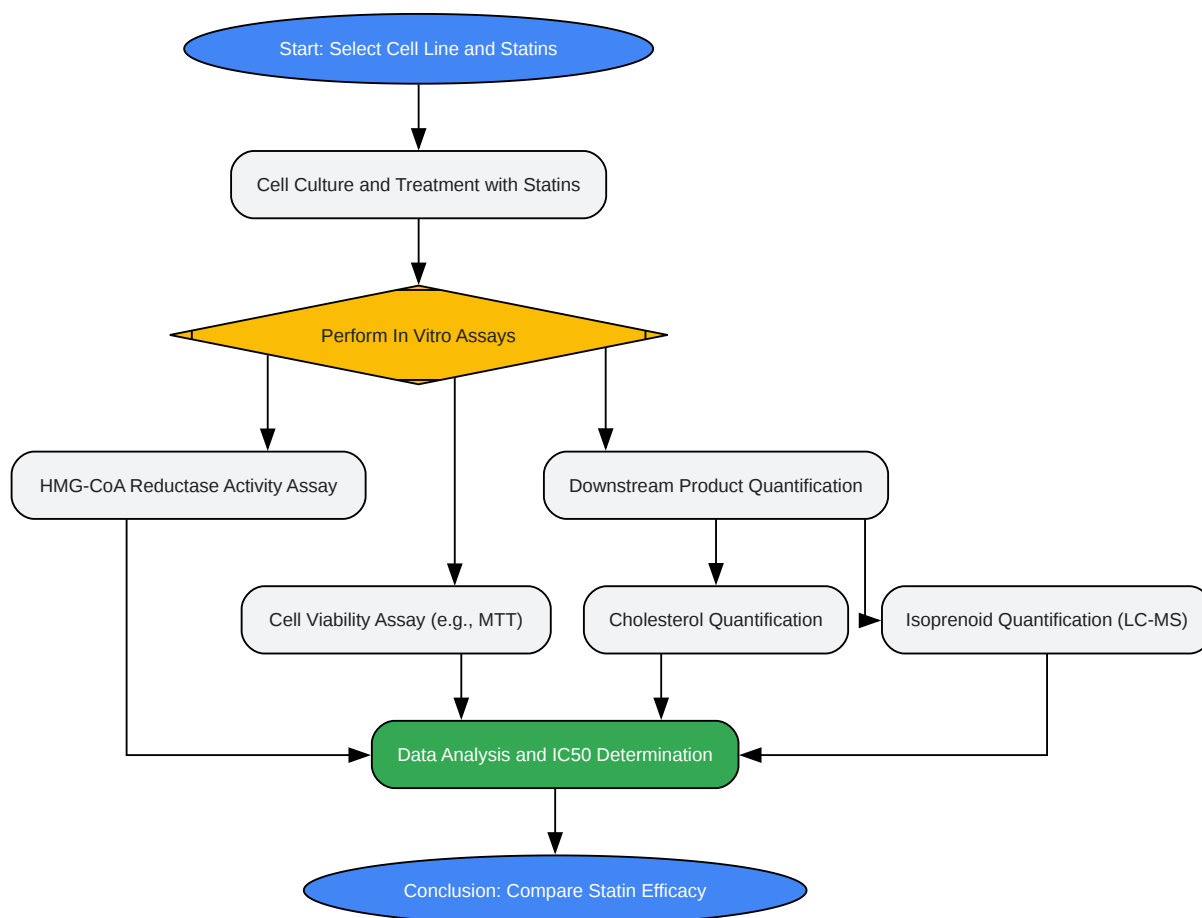 Start: Select Cell Line and Statins
Cell Culture and Treatment with Statins
Perform In Vitro Assays
HMG-CoA Reductase Activity Assay
Downstream Product Quantification
Cell Viability Assay (e.g., MTT)
Cholesterol Quantification
Isoprenoid Quantification (LC-MS)
Data Analysis and IC50 Determination
Conclusion: Compare Statin Efficacy